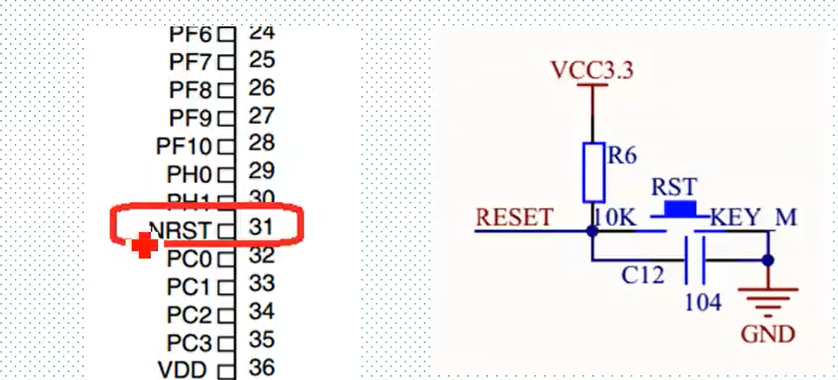 PF6 24
PF7 25
PF8 26
PF9 27
PF10 28
PH0 29
PH1 30
NRST 31
PC0 32
PC1 33
PC2 34
PC3 35
VDD 36
VCC3.3
R6
RST
RESET 10K KEY_M
C12
104
GND